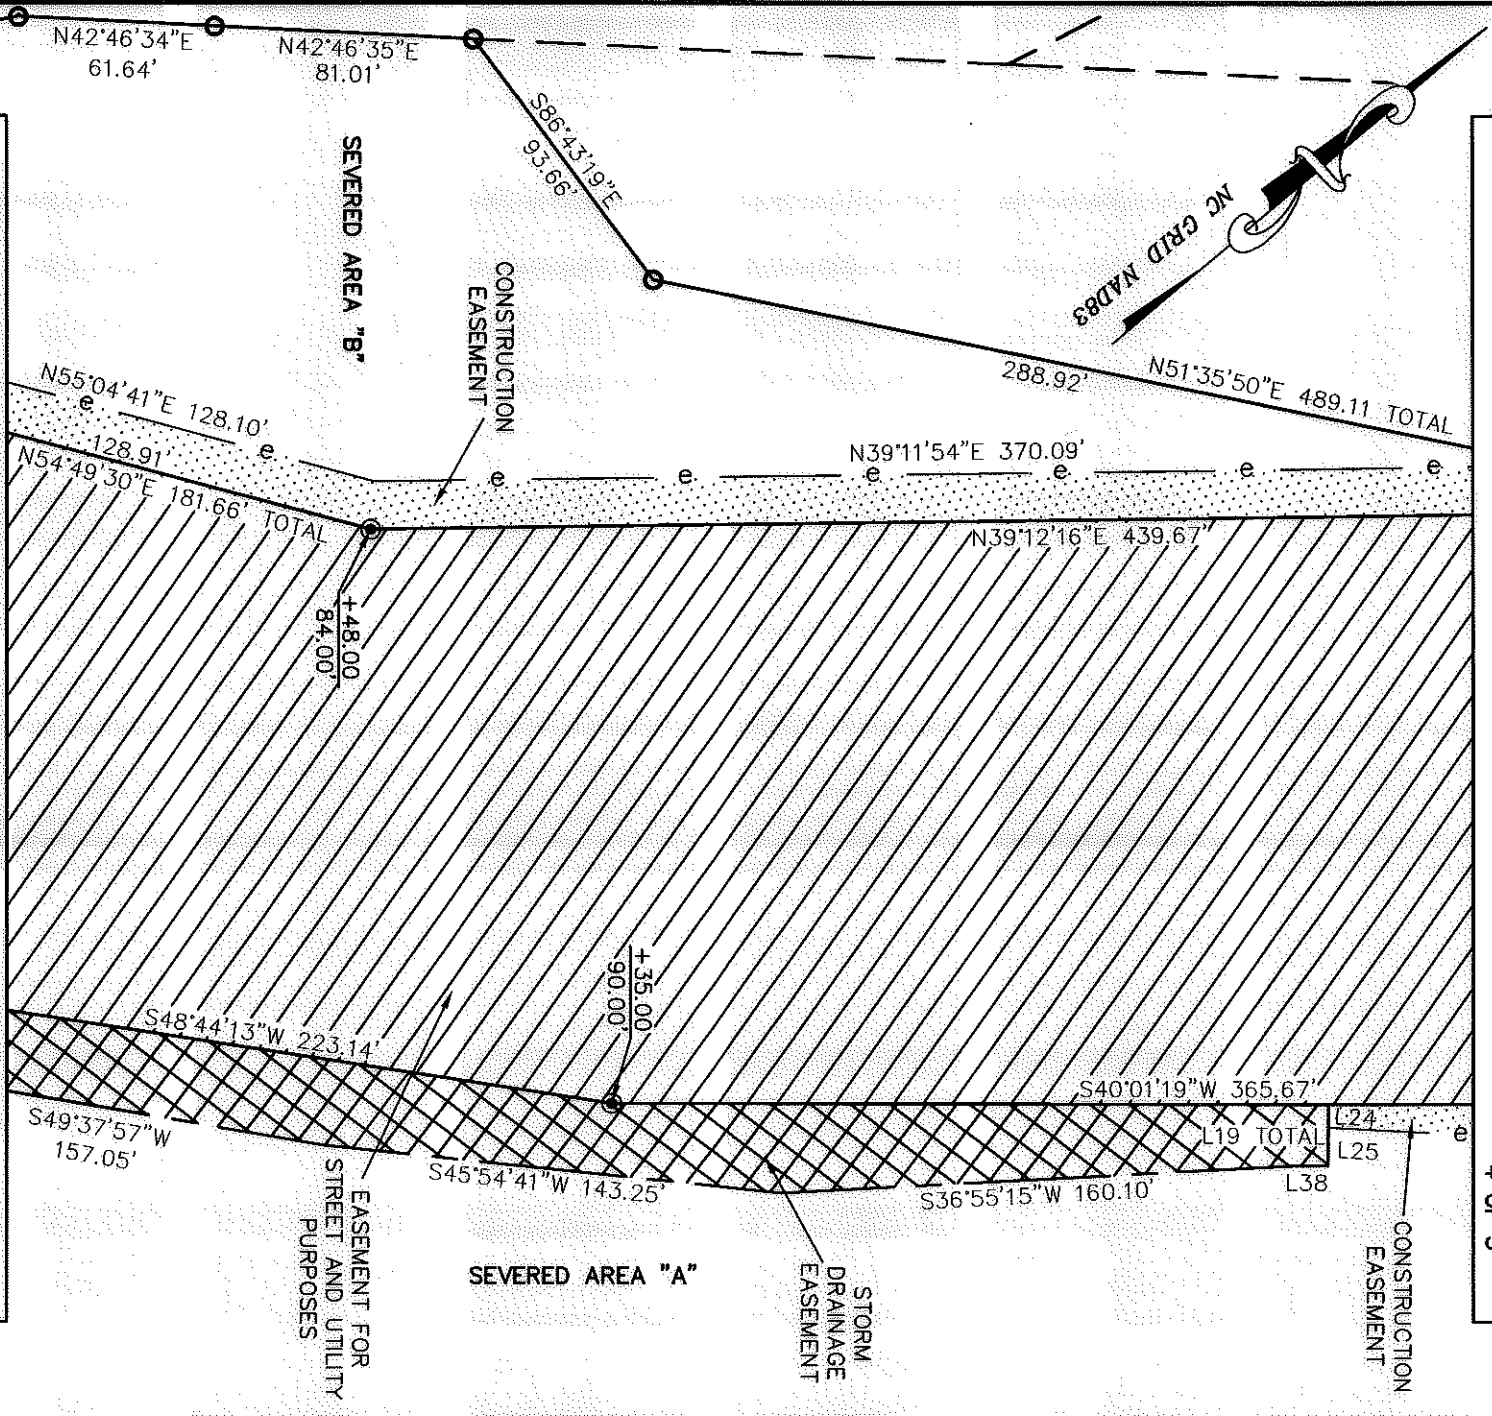 N42°46'34"E
61.64'
N42°46'35"E
81.01'
S86°43'19"E
93.66'
NC GRID NAD83
SEVERED AREA "B"
CONSTRUCTION
EASEMENT
288.92'
N51°35'50"E 489.11 TOTAL
N55°04'41"E 128.10'
e
e
e
e
e
e
e
e
N39°11'54"E 370.09'
128.91'
N54°49'30"E 181.66' TOTAL
N39°12'16"E 439.67'
+48.00
84.00'
+35.00
90.00'
S48°44'13"W 223.14'
S40°01'19"W 365.67'
L24
L19 TOTAL
L25
e
L38
S49°37'57"W
157.05'
S45°54'41"W 143.25'
S36°55'15"W 160.10'
EASEMENT FOR
STREET AND UTILITY
PURPOSES
SEVERED AREA "A"
STORM
DRAINAGE
EASEMENT
CONSTRUCTION
EASEMENT